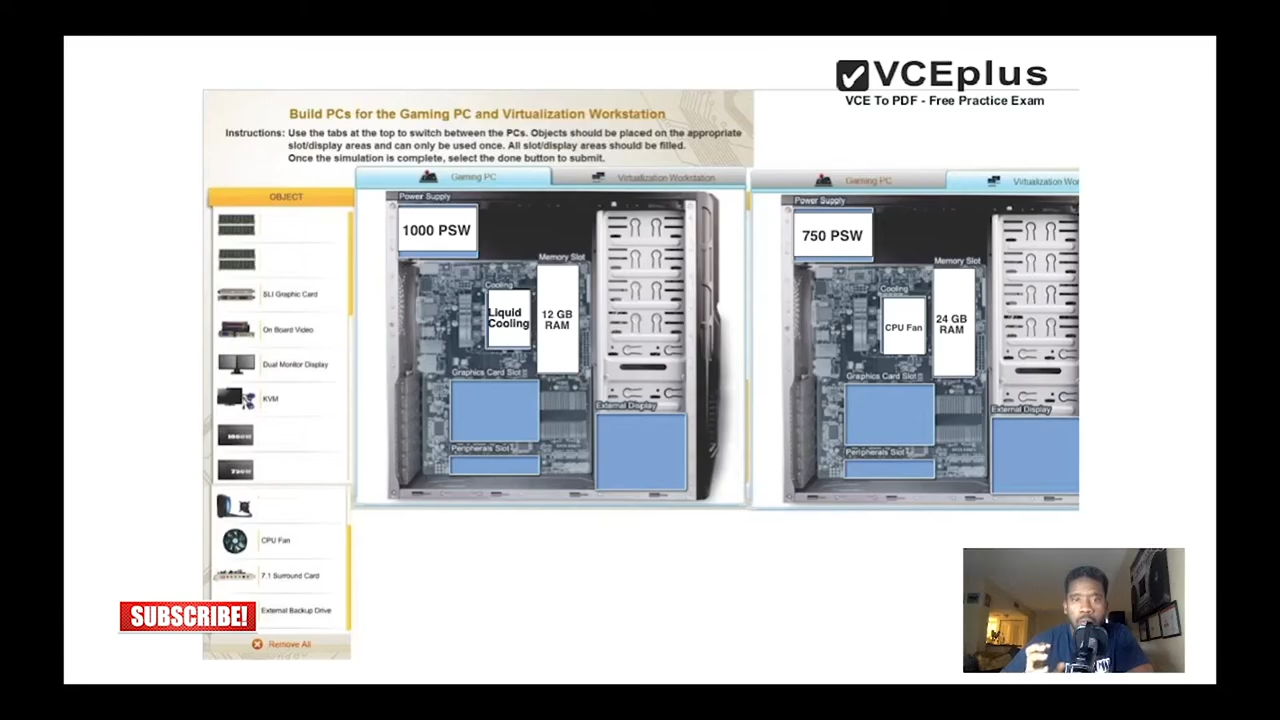 VCEplus
VCE To PDF - Free Practice Exam
Build PCs for the Gaming PC and Virtualization Workstation
Instructions: Use the tabs at the top to switch between the PCs. Objects should be placed on the appropriate
slot/display areas and can only be used once. All slot/display areas should be filled.
Once the simulation is complete, select the done button to submit.
OBJECT
SLI Graphic Card
On Board Video
Dual Monitor Display
KVM
1000W
750W
CPU Fan
7.1 Surround Card
External Backup Drive
Remove All
SUBSCRIBE!
Gaming PC
Virtualization Workstation
Power Supply
1000 PSW
Memory Slot
Cooling
Liquid
Cooling
12 GB
RAM
Graphics Card Slot
External Display
Peripherals Slot
Gaming PC
Virtualization Wor
Power Supply
750 PSW
Memory Slot
Cooling
CPU Fan
24 GB
RAM
Graphics Card Slot
External Display
Peripherals Slot